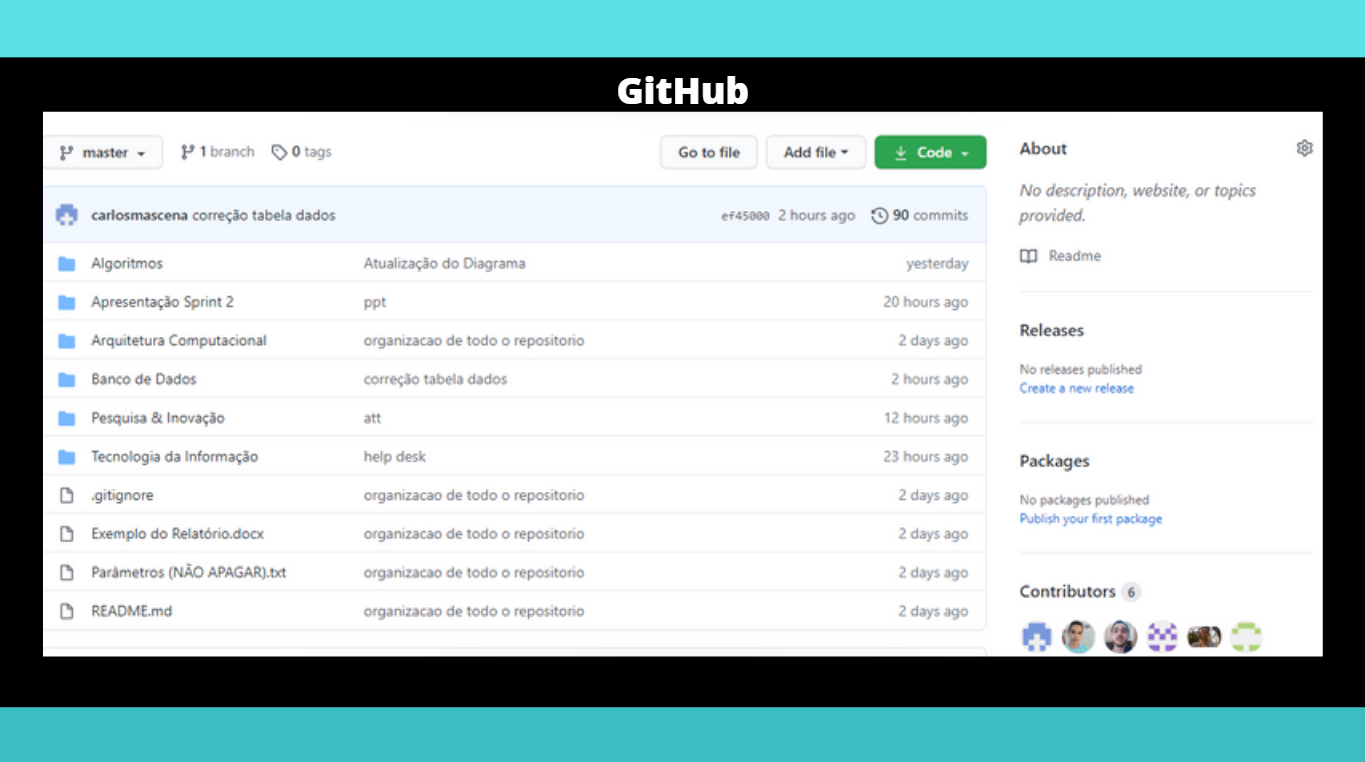 GitHub
master 1 branch 0 tags Go to file Add file Code
carlosmascena correção tabela dados ef45000 2 hours ago 90 commits
Algoritmos Atualização do Diagrama yesterday
Apresentação Sprint 2 ppt 20 hours ago
Arquitetura Computacional organizacao de todo o repositorio 2 days ago
Banco de Dados correção tabela dados 2 hours ago
Pesquisa & Inovação att 12 hours ago
Tecnologia da Informação help desk 23 hours ago
.gitignore organizacao de todo o repositorio 2 days ago
Exemplo do Relatório.docx organizacao de todo o repositorio 2 days ago
Parâmetros (NÃO APAGAR).txt organizacao de todo o repositorio 2 days ago
README.md organizacao de todo o repositorio 2 days ago
About
No description, website, or topics
provided.
Readme
Releases
No releases published
Create a new release
Packages
No packages published
Publish your first package
Contributors 6